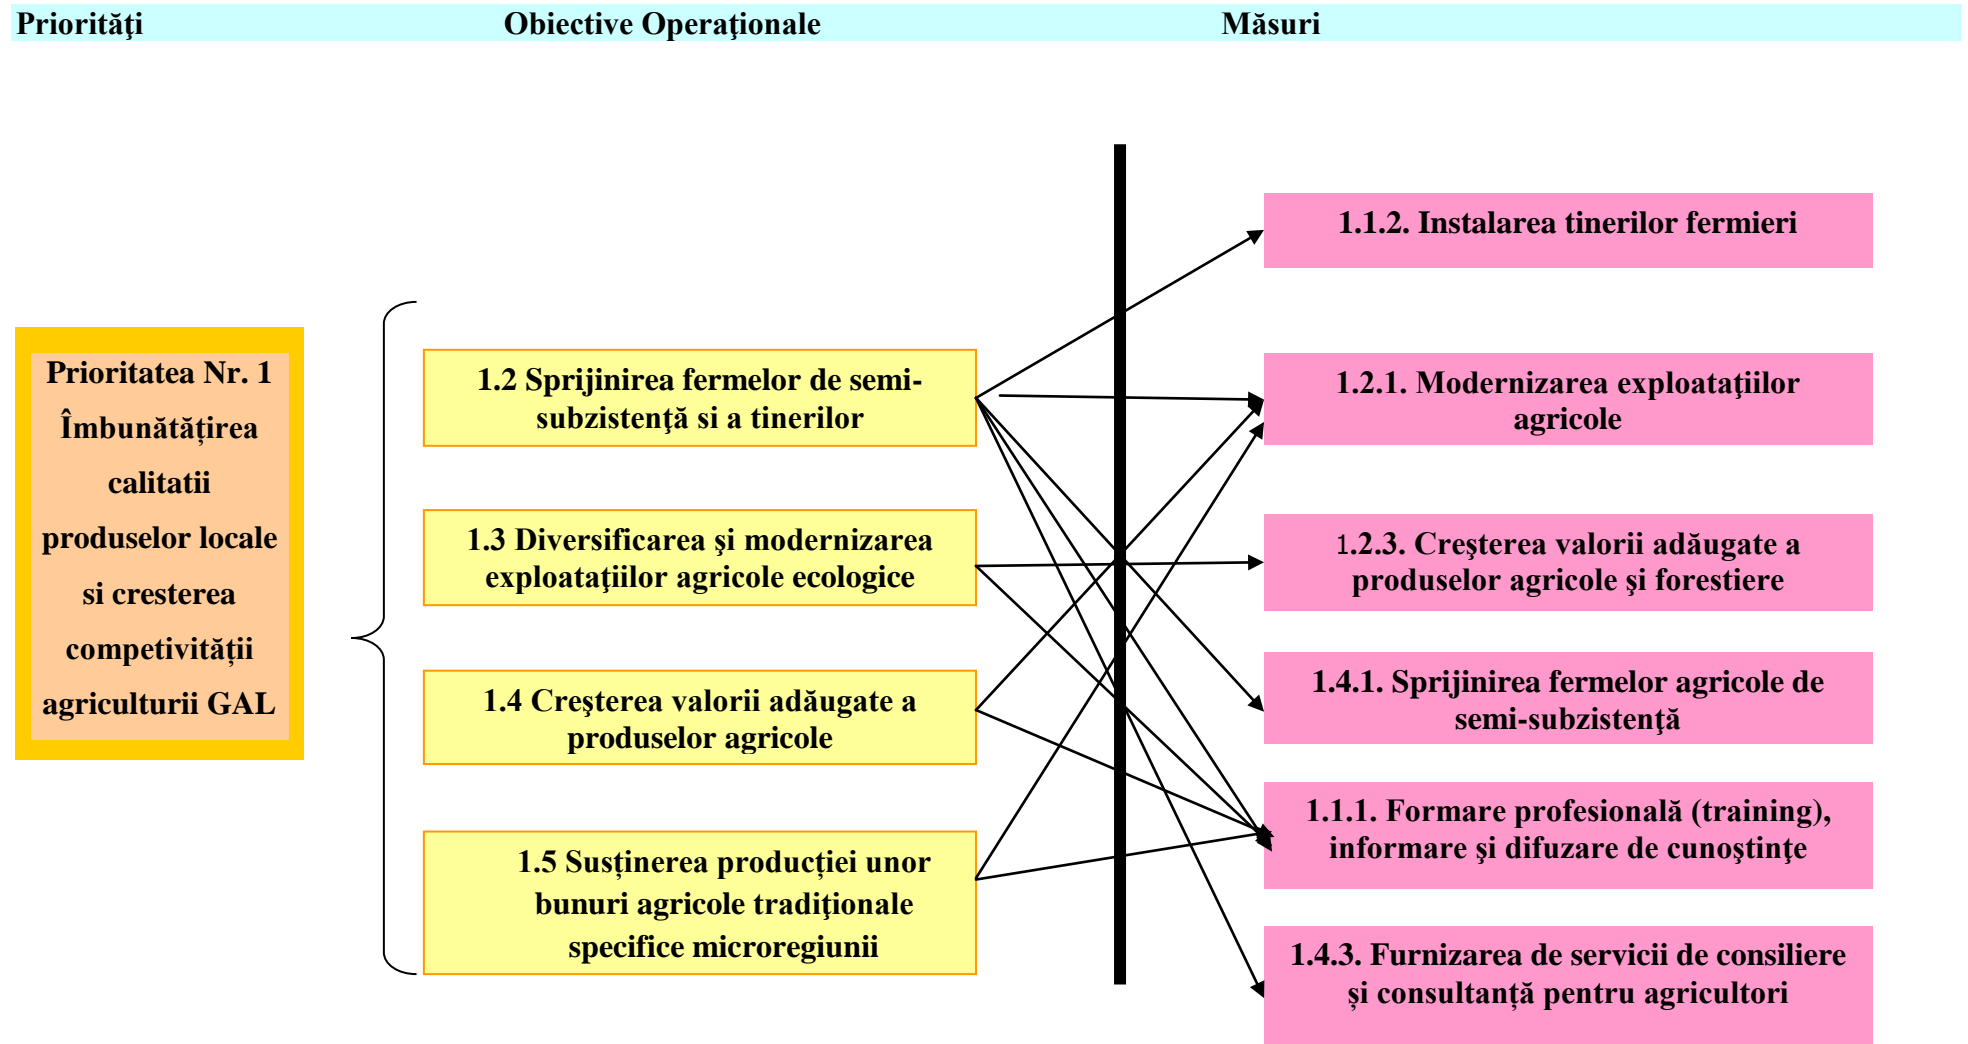 Priorităţi Obiective Operaţionale Măsuri
Prioritatea Nr. 1
Îmbunătățirea
calitatii
produselor locale
si cresterea
competivității
agriculturii GAL
1.2 Sprijinirea fermelor de semi-
subzistenţă si a tinerilor
1.3 Diversificarea şi modernizarea
exploataţiilor agricole ecologice
1.4 Creşterea valorii adăugate a
produselor agricole
1.5 Susținerea producției unor
bunuri agricole tradiţionale
specifice microregiunii
1.1.2. Instalarea tinerilor fermieri
1.2.1. Modernizarea exploataţiilor
agricole
1.2.3. Creşterea valorii adăugate a
produselor agricole şi forestiere
1.4.1. Sprijinirea fermelor agricole de
semi-subzistenţă
1.1.1. Formare profesională (training),
informare şi difuzare de cunoştinţe
1.4.3. Furnizarea de servicii de consiliere
și consultanță pentru agricultori